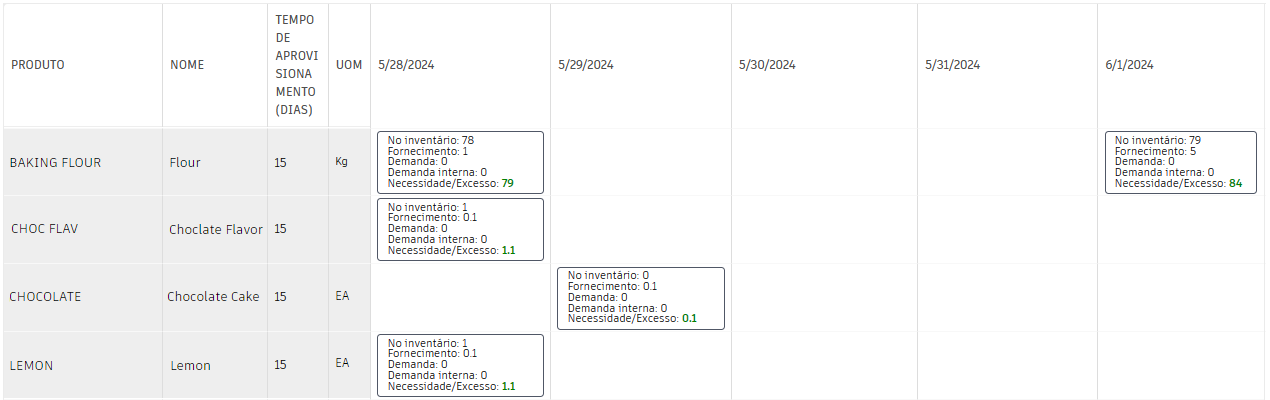 PRODUTO
NOME
TEMPO
DE
APROVI
SIONA
MENTO
(DIAS)
UOM
5/28/2024
5/29/2024
5/30/2024
5/31/2024
6/1/2024
BAKING FLOUR
Flour
15
Kg
No inventário: 78
Fornecimento: 1
Demanda: 0
Demanda interna: 0
Necessidade/Excesso: 79
No inventário: 79
Fornecimento: 5
Demanda: 0
Demanda interna: 0
Necessidade/Excesso: 84
CHOC FLAV
Choclate Flavor
15
No inventário: 1
Fornecimento: 0.1
Demanda: 0
Demanda interna: 0
Necessidade/Excesso: 1.1
CHOCOLATE
Chocolate Cake
15
EA
No inventário: 0
Fornecimento: 0.1
Demanda: 0
Demanda interna: 0
Necessidade/Excesso: 0.1
LEMON
Lemon
15
EA
No inventário: 1
Fornecimento: 0.1
Demanda: 0
Demanda interna: 0
Necessidade/Excesso: 1.1